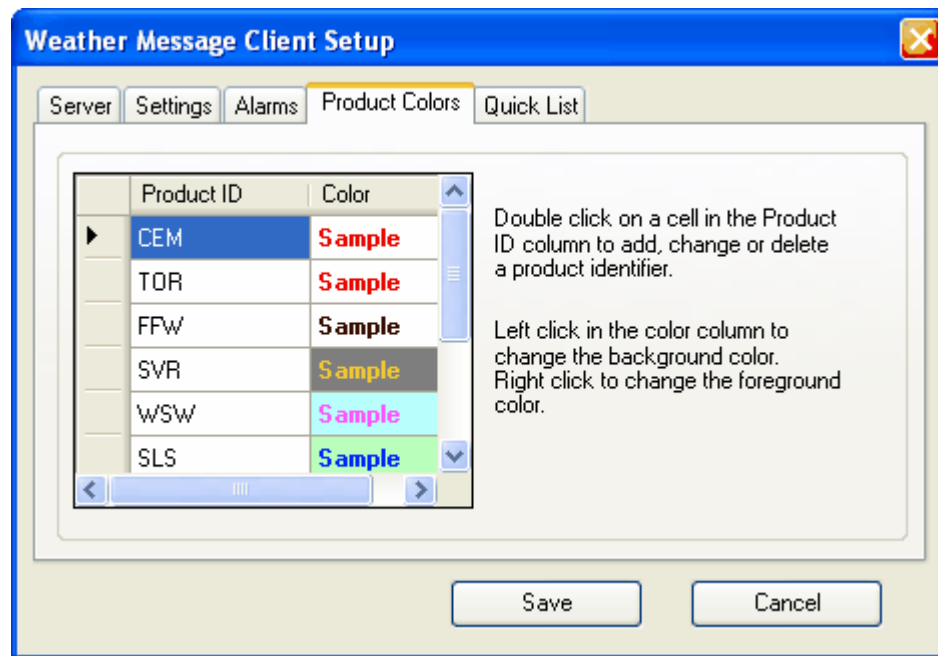 Weather Message Client Setup
Server Settings Alarms Product Colors Quick List
Product ID Color
CEM Sample
TOR Sample
FFW Sample
SVR Sample
WSW Sample
SLS Sample
Double click on a cell in the Product
ID column to add, change or delete
a product identifier.
Left click in the color column to
change the background color.
Right click to change the foreground
color.
Save Cancel